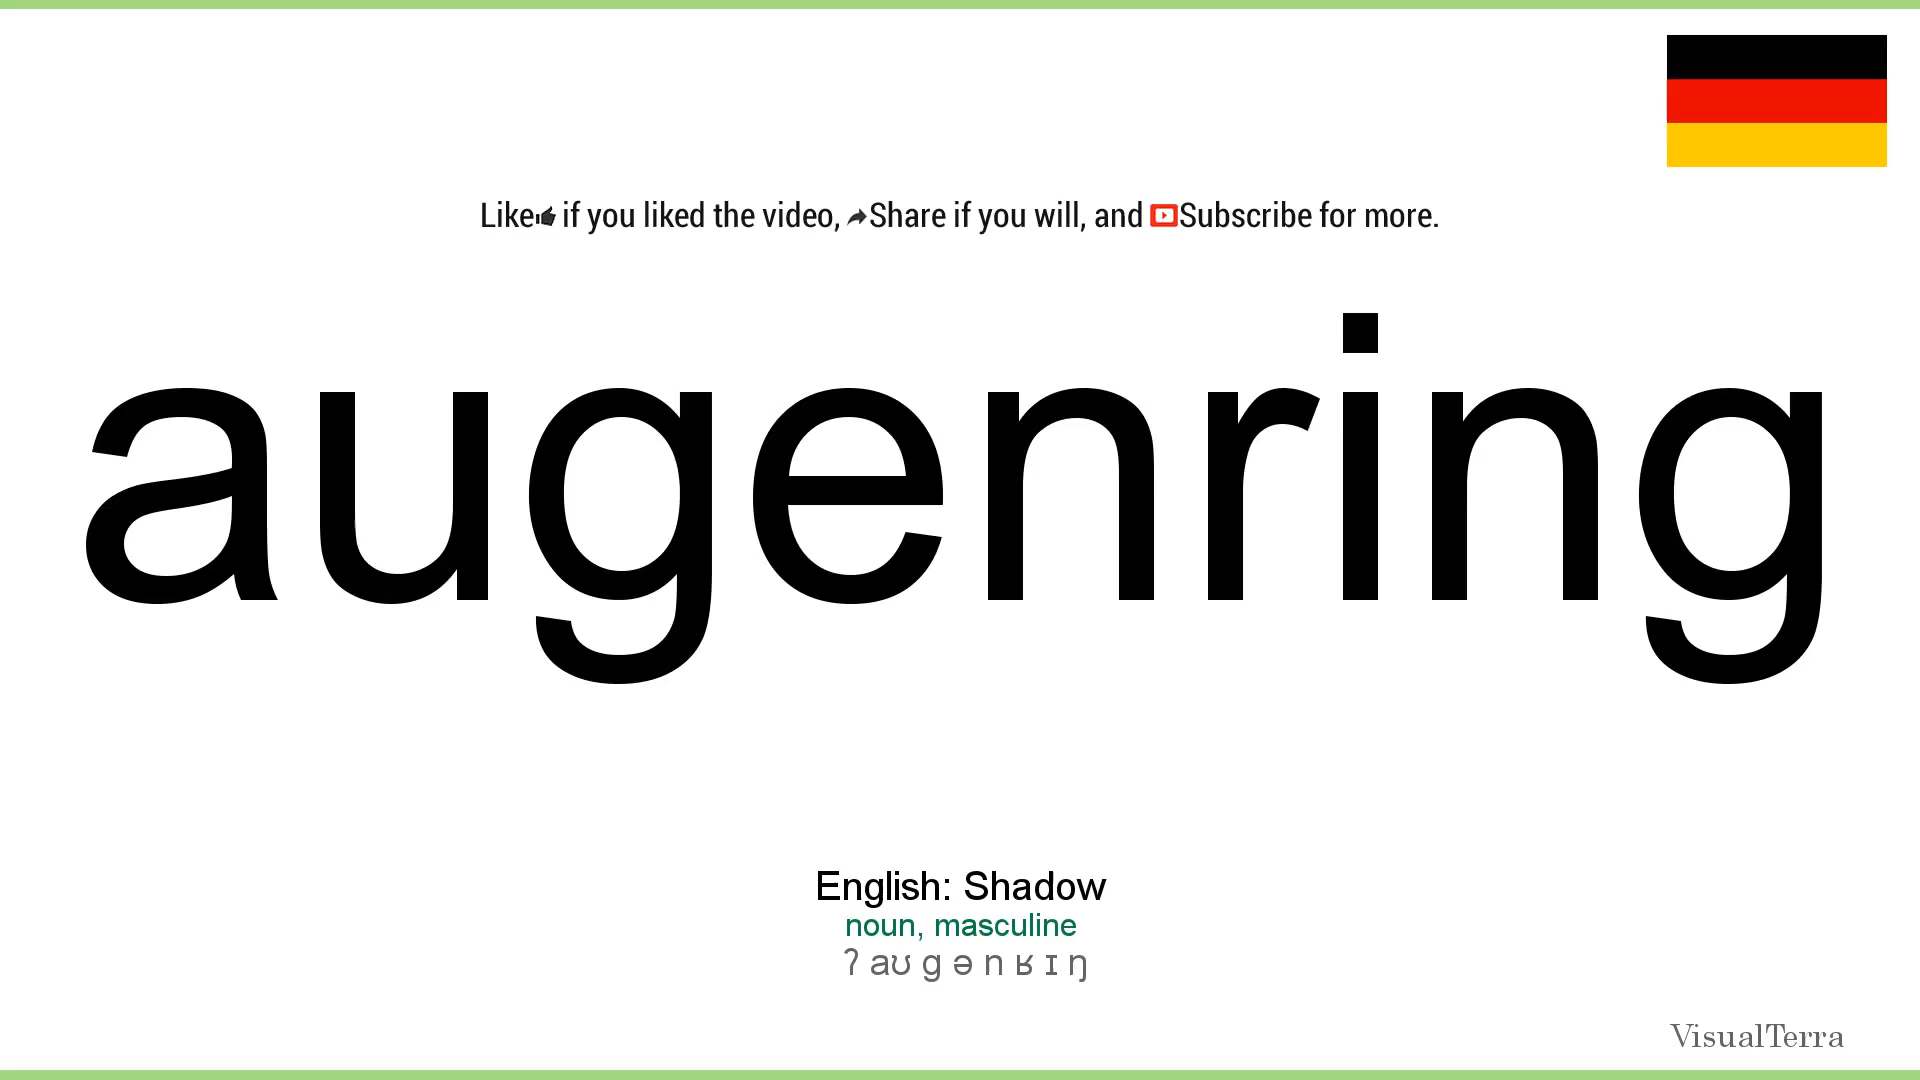 Like if you liked the video, Share if you will, and Subscribe for more.
augenring
English: Shadow
noun, masculine
ʔ aʊ g ə n ʁ ɪ ŋ
VisualTerra